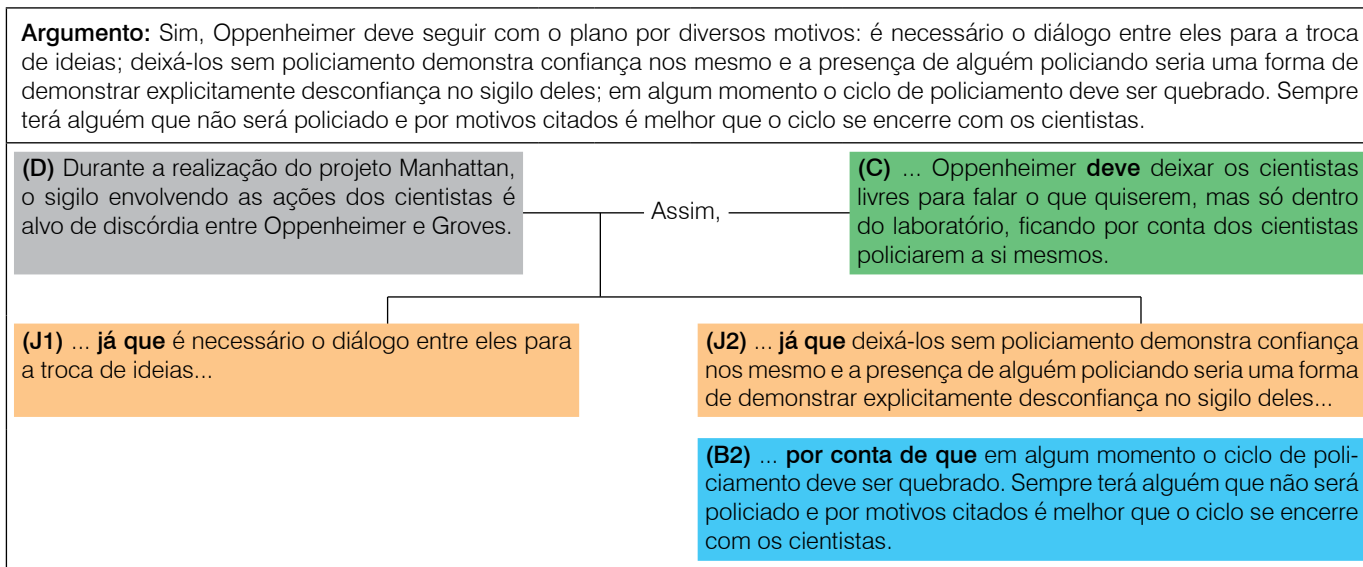 Argumento: Sim, Oppenheimer deve seguir com o plano por diversos motivos: é necessário o diálogo entre eles para a troca
de ideias; deixá-los sem policiamento demonstra confiança nos mesmo e a presença de alguém policiando seria uma forma de
demonstrar explicitamente desconfiança no sigilo deles; em algum momento o ciclo de policiamento deve ser quebrado. Sempre
terá alguém que não será policiado e por motivos citados é melhor que o ciclo se encerre com os cientistas.
(D) Durante a realização do projeto Manhattan,
o sigilo envolvendo as ações dos cientistas é
alvo de discórdia entre Oppenheimer e Groves.
Assim,
(C) ... Oppenheimer deve deixar os cientistas
livres para falar o que quiserem, mas só dentro
do laboratório, ficando por conta dos cientistas
policiarem a si mesmos.
(J1) ... já que é necessário o diálogo entre eles para
a troca de ideias...
(J2) ... já que deixá-los sem policiamento demonstra confiança
nos mesmo e a presença de alguém policiando seria uma forma
de demonstrar explicitamente desconfiança no sigilo deles...
(B2) ... por conta de que em algum momento o ciclo de poli-
ciamento deve ser quebrado. Sempre terá alguém que não será
policiado e por motivos citados é melhor que o ciclo se encerre
com os cientistas.